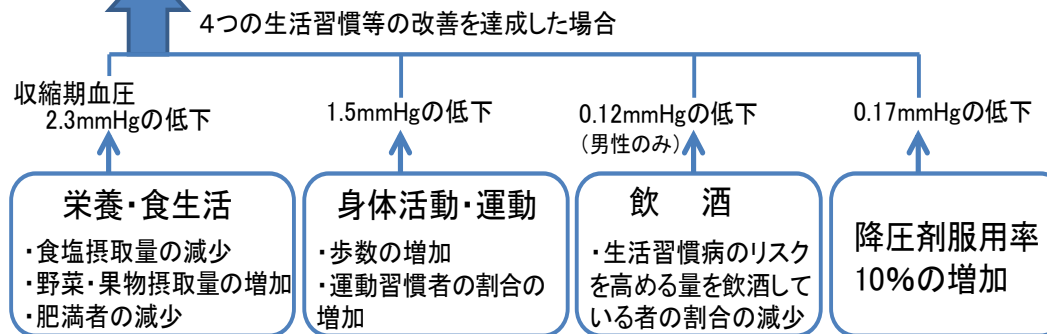 4つの生活習慣等の改善を達成した場合
収縮期血圧
2.3mmHgの低下
1.5mmHgの低下
0.12mmHgの低下
(男性のみ)
0.17mmHgの低下
栄養・食生活
・食塩摂取量の減少
・野菜・果物摂取量の増加
・肥満者の減少
身体活動・運動
・歩数の増加
・運動習慣者の割合の
増加
飲 酒
・生活習慣病のリスク
を高める量を飲酒して
いる者の割合の減少
降圧剤服用率
10%の増加